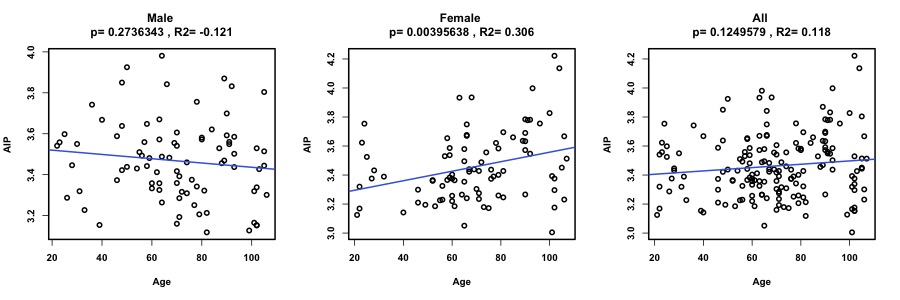 Male
p= 0.2736343 , R2= -0.121
AIP
4.0
3.8
3.6
3.4
3.2
20 40 60 80 100
Age
Female
p= 0.00395638 , R2= 0.306
AIP
4.2
4.0
3.8
3.6
3.4
3.2
3.0
20 40 60 80 100
Age
All
p= 0.1249579 , R2= 0.118
AIP
4.2
4.0
3.8
3.6
3.4
3.2
3.0
20 40 60 80 100
Age